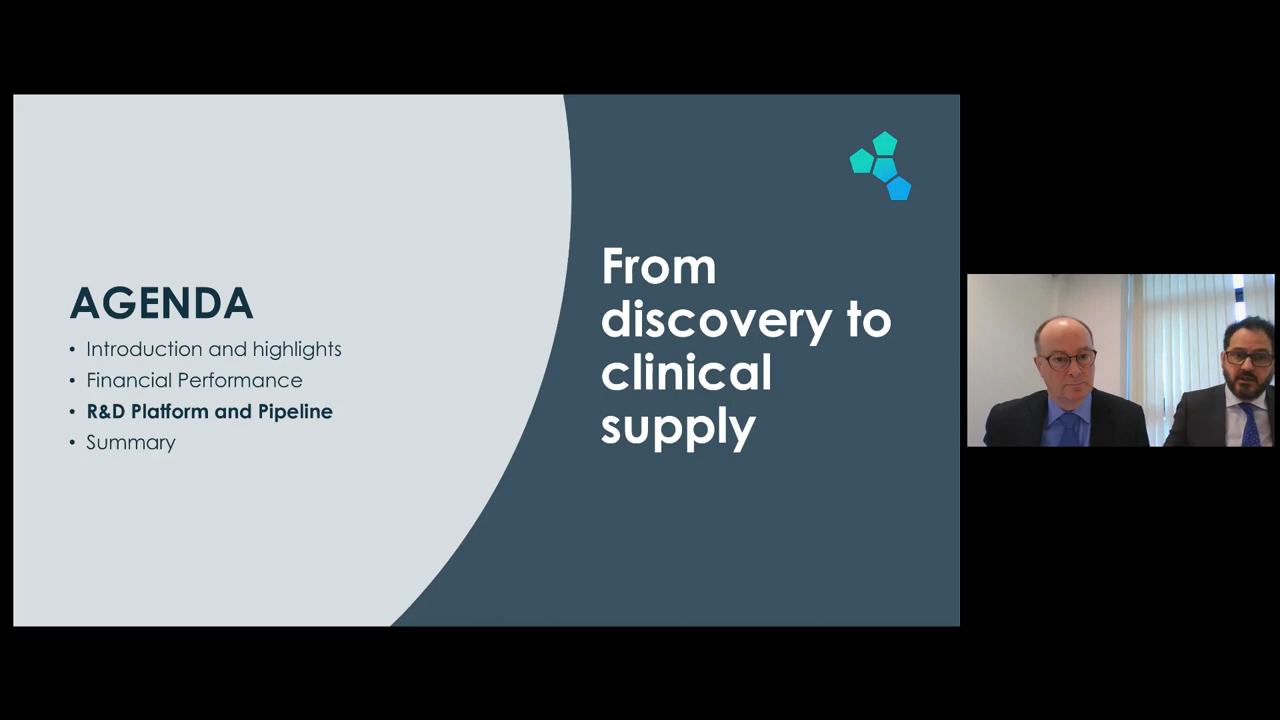 AGENDA
• Introduction and highlights
• Financial Performance
• R&D Platform and Pipeline
• Summary
From
discovery to
clinical
supply